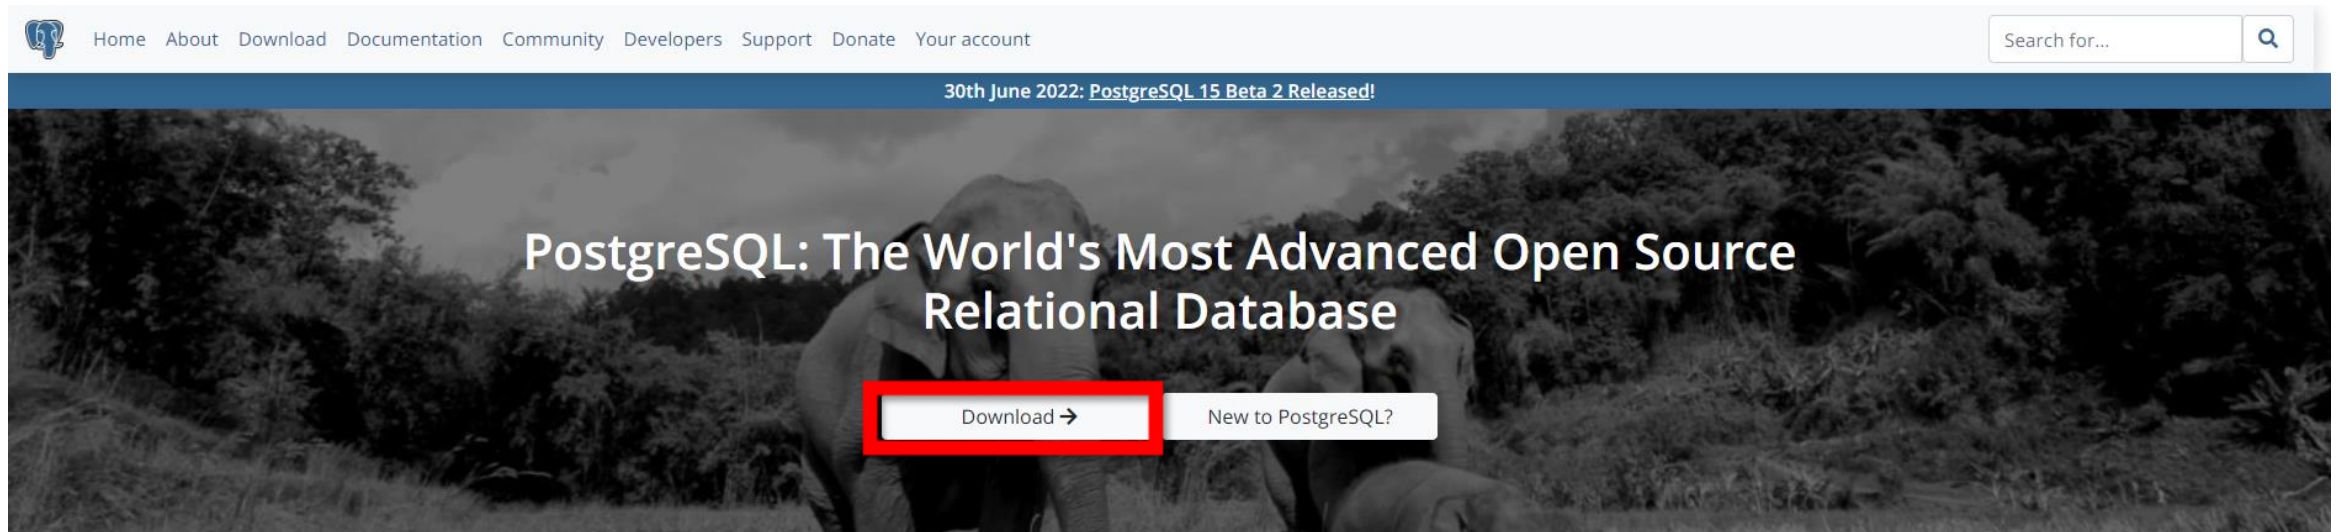 Home About Download Documentation Community Developers Support Donate Your account Search for...
30th June 2022: PostgreSQL 15 Beta 2 Released!
PostgreSQL: The World's Most Advanced Open Source
Relational Database
Download → New to PostgreSQL?